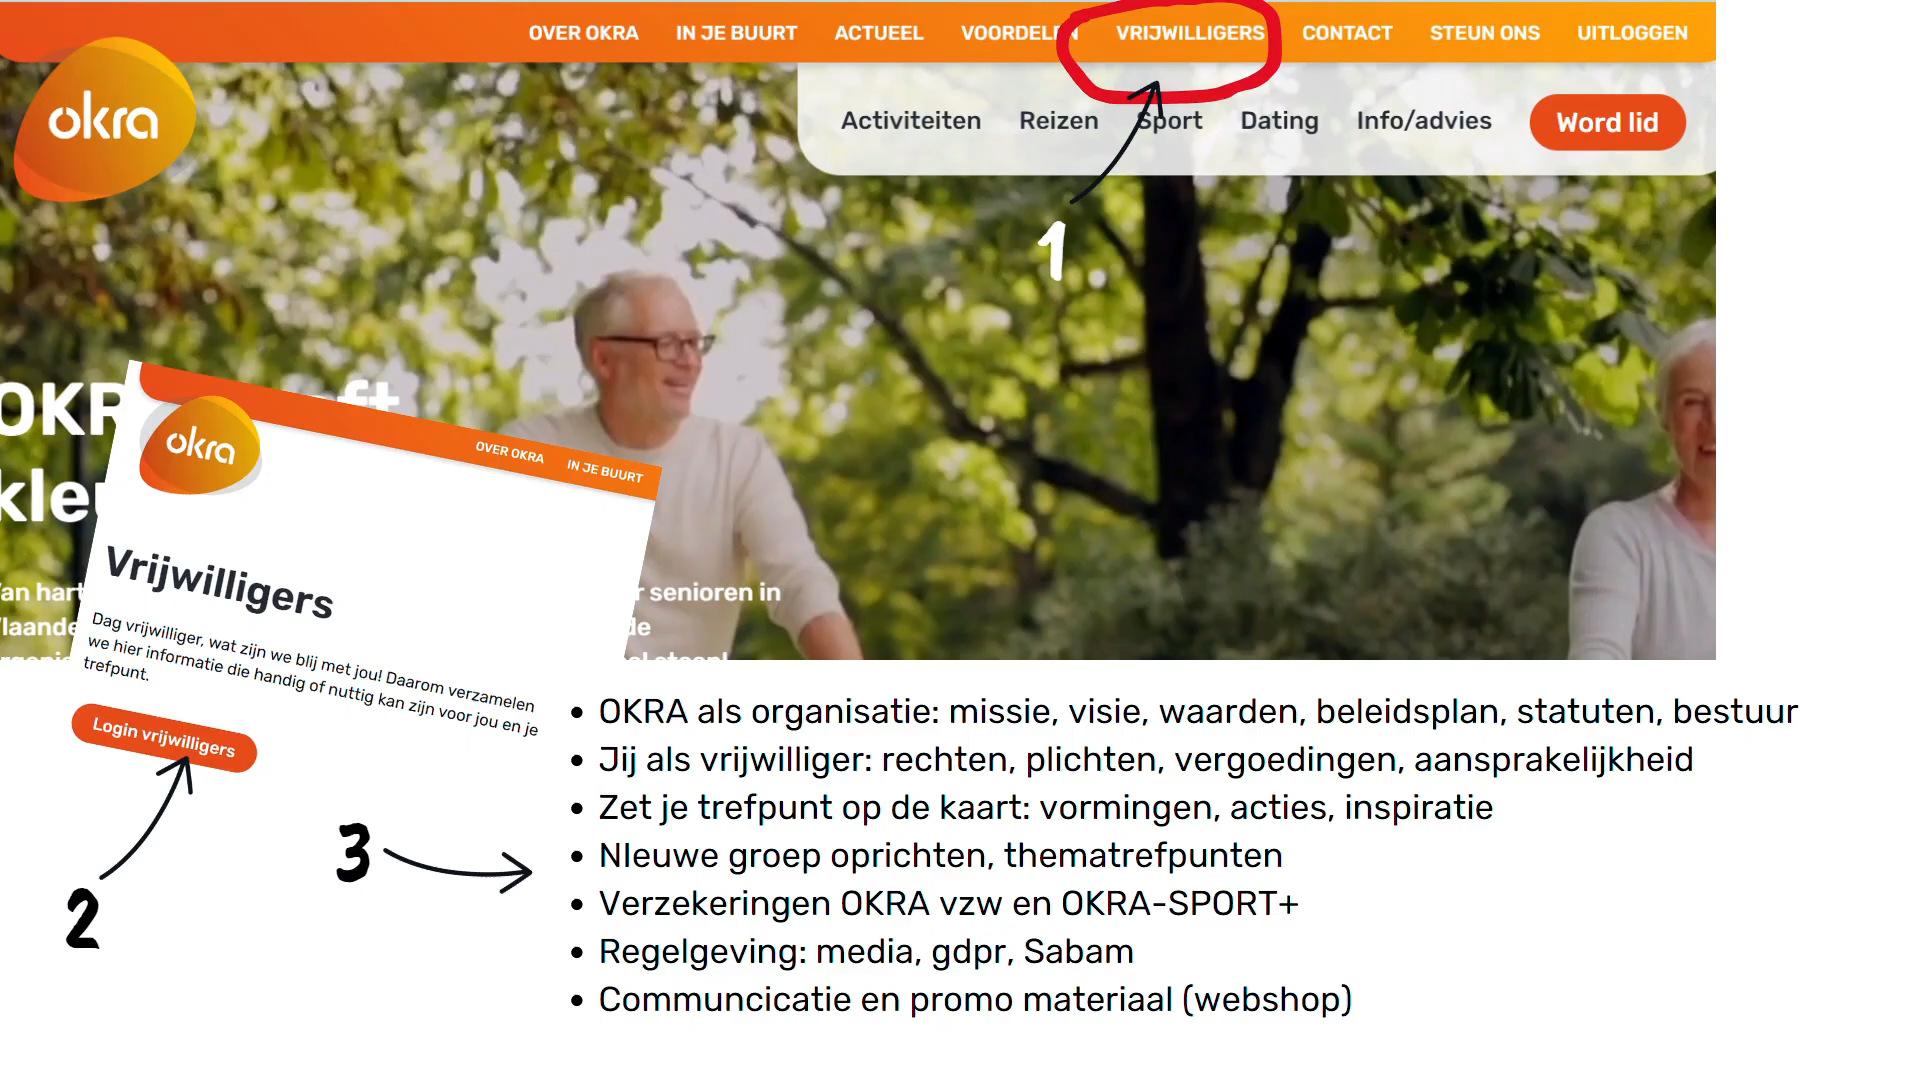 OVER OKRA IN JE BUURT ACTUEEL VOORDELEN VRIJWILLIGERS CONTACT STEUN ONS UITLOGGEN
okra
Activiteiten Reizen Sport Dating Info/advies Word lid
1
OVER OKRA IN JE BUURT
okra
Vrijwilligers
Dag vrijwilliger, wat zijn we blij met jou! Daarom verzamelen
we hier informatie die handig of nuttig kan zijn voor jou en je
trefpunt.
Login vrijwilligers
senioren in
2
3
• OKRA als organisatie: missie, visie, waarden, beleidsplan, statuten, bestuur
• Jij als vrijwilliger: rechten, plichten, vergoedingen, aansprakelijkheid
• Zet je trefpunt op de kaart: vormingen, acties, inspiratie
• NIeuwe groep oprichten, thematrefpunten
• Verzekeringen OKRA vzw en OKRA-SPORT+
• Regelgeving: media, gdpr, Sabam
• Communcicatie en promo materiaal (webshop)